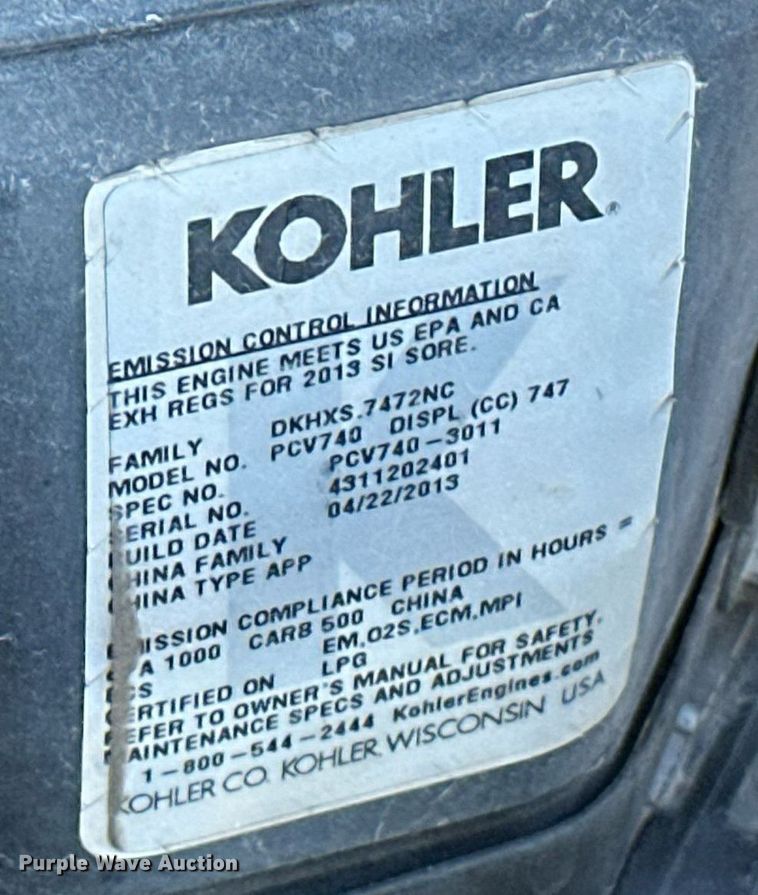 KOHLER®
EMISSION CONTROL INFORMATION
THIS ENGINE MEETS US EPA AND CA
EXH REGS FOR 2013 SI SORE.
FAMILY DKHXS.7472NC
MODEL NO. PCV740 DISPL (CC) 747
SPEC NO. PCV740-3011
SERIAL NO. 4311202401
BUILD DATE 04/22/2013
CHINA FAMILY
CHINA TYPE APP
EMISSION COMPLIANCE PERIOD IN HOURS =
EPA 1000 CARB 500 CHINA
ECS EM,O2S,ECM,MPI
CERTIFIED ON LPG
REFER TO OWNER'S MANUAL FOR SAFETY,
MAINTENANCE SPECS AND ADJUSTMENTS
1-800-544-2444 KohlerEngines.com
KOHLER CO. KOHLER, WISCONSIN USA
Purple Wave Auction